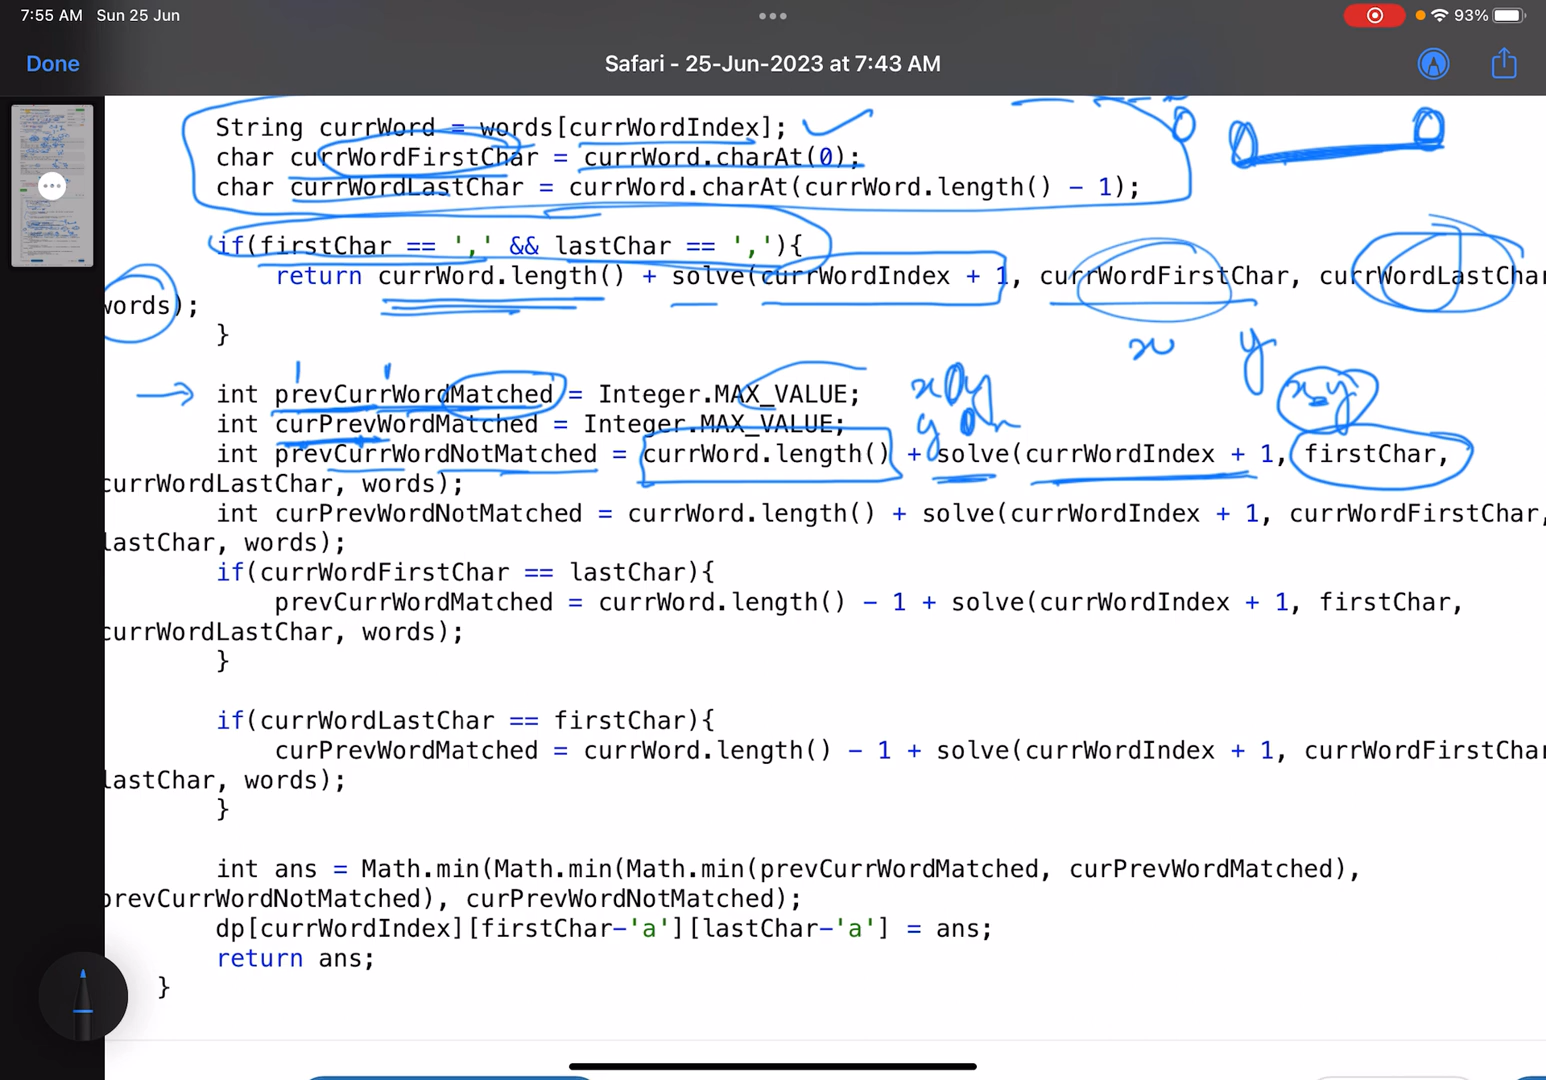 7:55 AM Sun 25 Jun
93%
Done
Safari - 25-Jun-2023 at 7:43 AM
String currWord = words[currWordIndex];
char currWordFirstChar = currWord.charAt(0);
char currWordLastChar = currWord.charAt(currWord.length() - 1);
if(firstChar == ',' && lastChar == ','){
return currWord.length() + solve(currWordIndex + 1, currWordFirstChar, currWordLastChar
words);
}
x y
int prevCurrWordMatched = Integer.MAX_VALUE;
x y
int curPrevWordMatched = Integer.MAX_VALUE;
int prevCurrWordNotMatched = currWord.length() + solve(currWordIndex + 1, firstChar,
currWordLastChar, words);
int curPrevWordNotMatched = currWord.length() + solve(currWordIndex + 1, currWordFirstChar,
lastChar, words);
if(currWordFirstChar == lastChar){
prevCurrWordMatched = currWord.length() - 1 + solve(currWordIndex + 1, firstChar,
currWordLastChar, words);
}
if(currWordLastChar == firstChar){
curPrevWordMatched = currWord.length() - 1 + solve(currWordIndex + 1, currWordFirstChar
lastChar, words);
}
int ans = Math.min(Math.min(Math.min(prevCurrWordMatched, curPrevWordMatched),
prevCurrWordNotMatched), curPrevWordNotMatched);
dp[currWordIndex][firstChar-'a'][lastChar-'a'] = ans;
return ans;
}